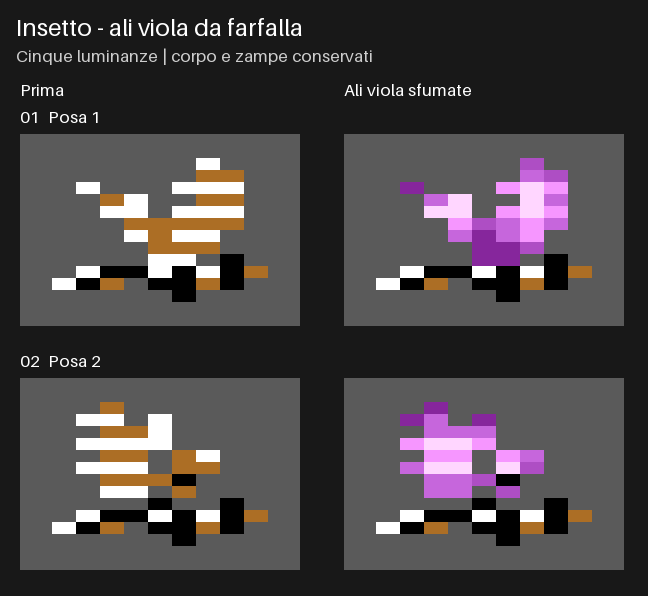 Insetto - ali viola da farfalla
Cinque luminanze | corpo e zampe conservati
Prima
Ali viola sfumate
01 Posa 1
02 Posa 2